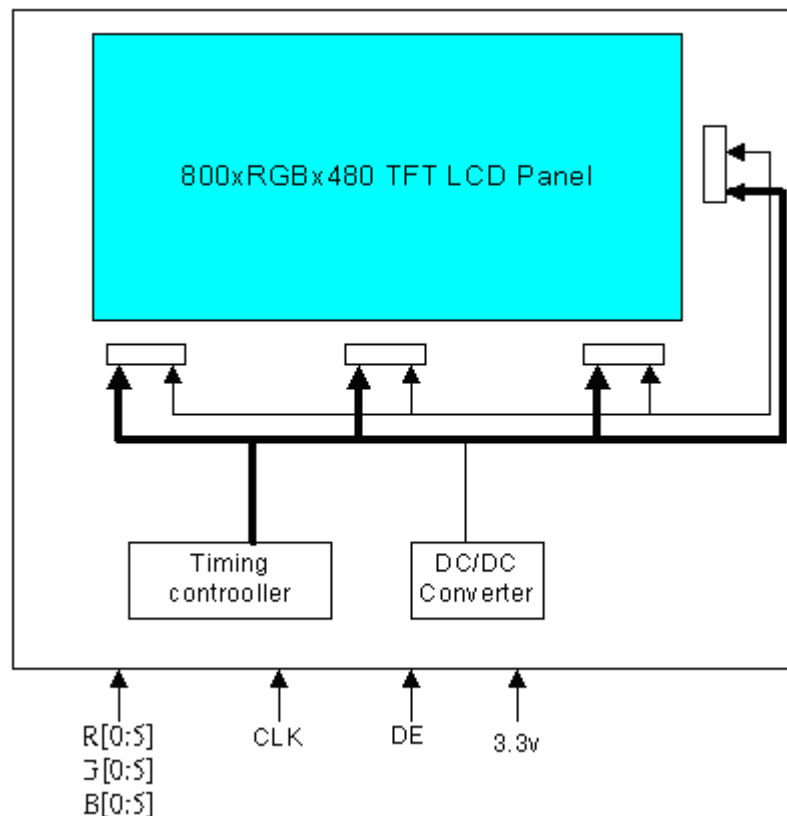 800xRGBx480 TFT LCD Panel
Timing
controoller
DC/DC
Converter
R[0:5]
CLK
DE
3.3v
G[0:5]
B[0:5]